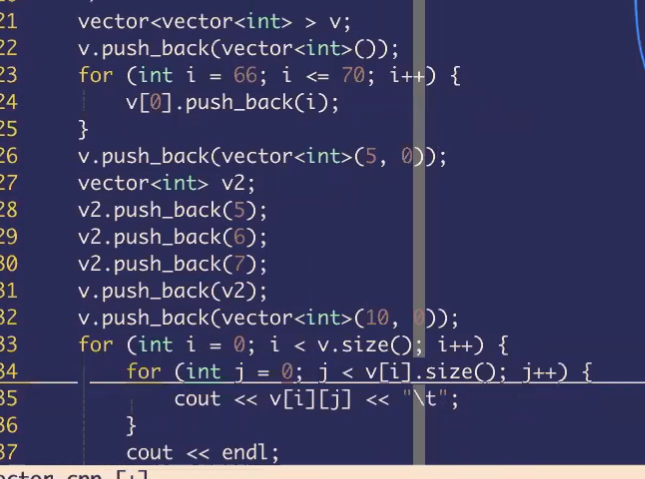 21 vector<vector<int> > v;
22 v.push_back(vector<int>());
23 for (int i = 66; i <= 70; i++) {
24 v[0].push_back(i);
25 }
26 v.push_back(vector<int>(5, 0));
27 vector<int> v2;
28 v2.push_back(5);
29 v2.push_back(6);
30 v2.push_back(7);
31 v.push_back(v2);
32 v.push_back(vector<int>(10, 0));
33 for (int i = 0; i < v.size(); i++) {
34 for (int j = 0; j < v[i].size(); j++) {
35 cout << v[i][j] << "\t";
36 }
37 cout << endl;